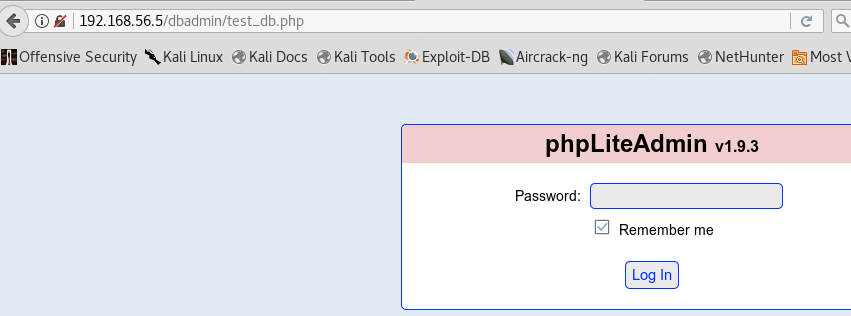 192.168.56.5/dbadmin/test_db.php
Offensive Security Kali Linux Kali Docs Kali Tools Exploit-DB Aircrack-ng Kali Forums NetHunter Most V
phpLiteAdmin v1.9.3
Password:
Remember me
Log In